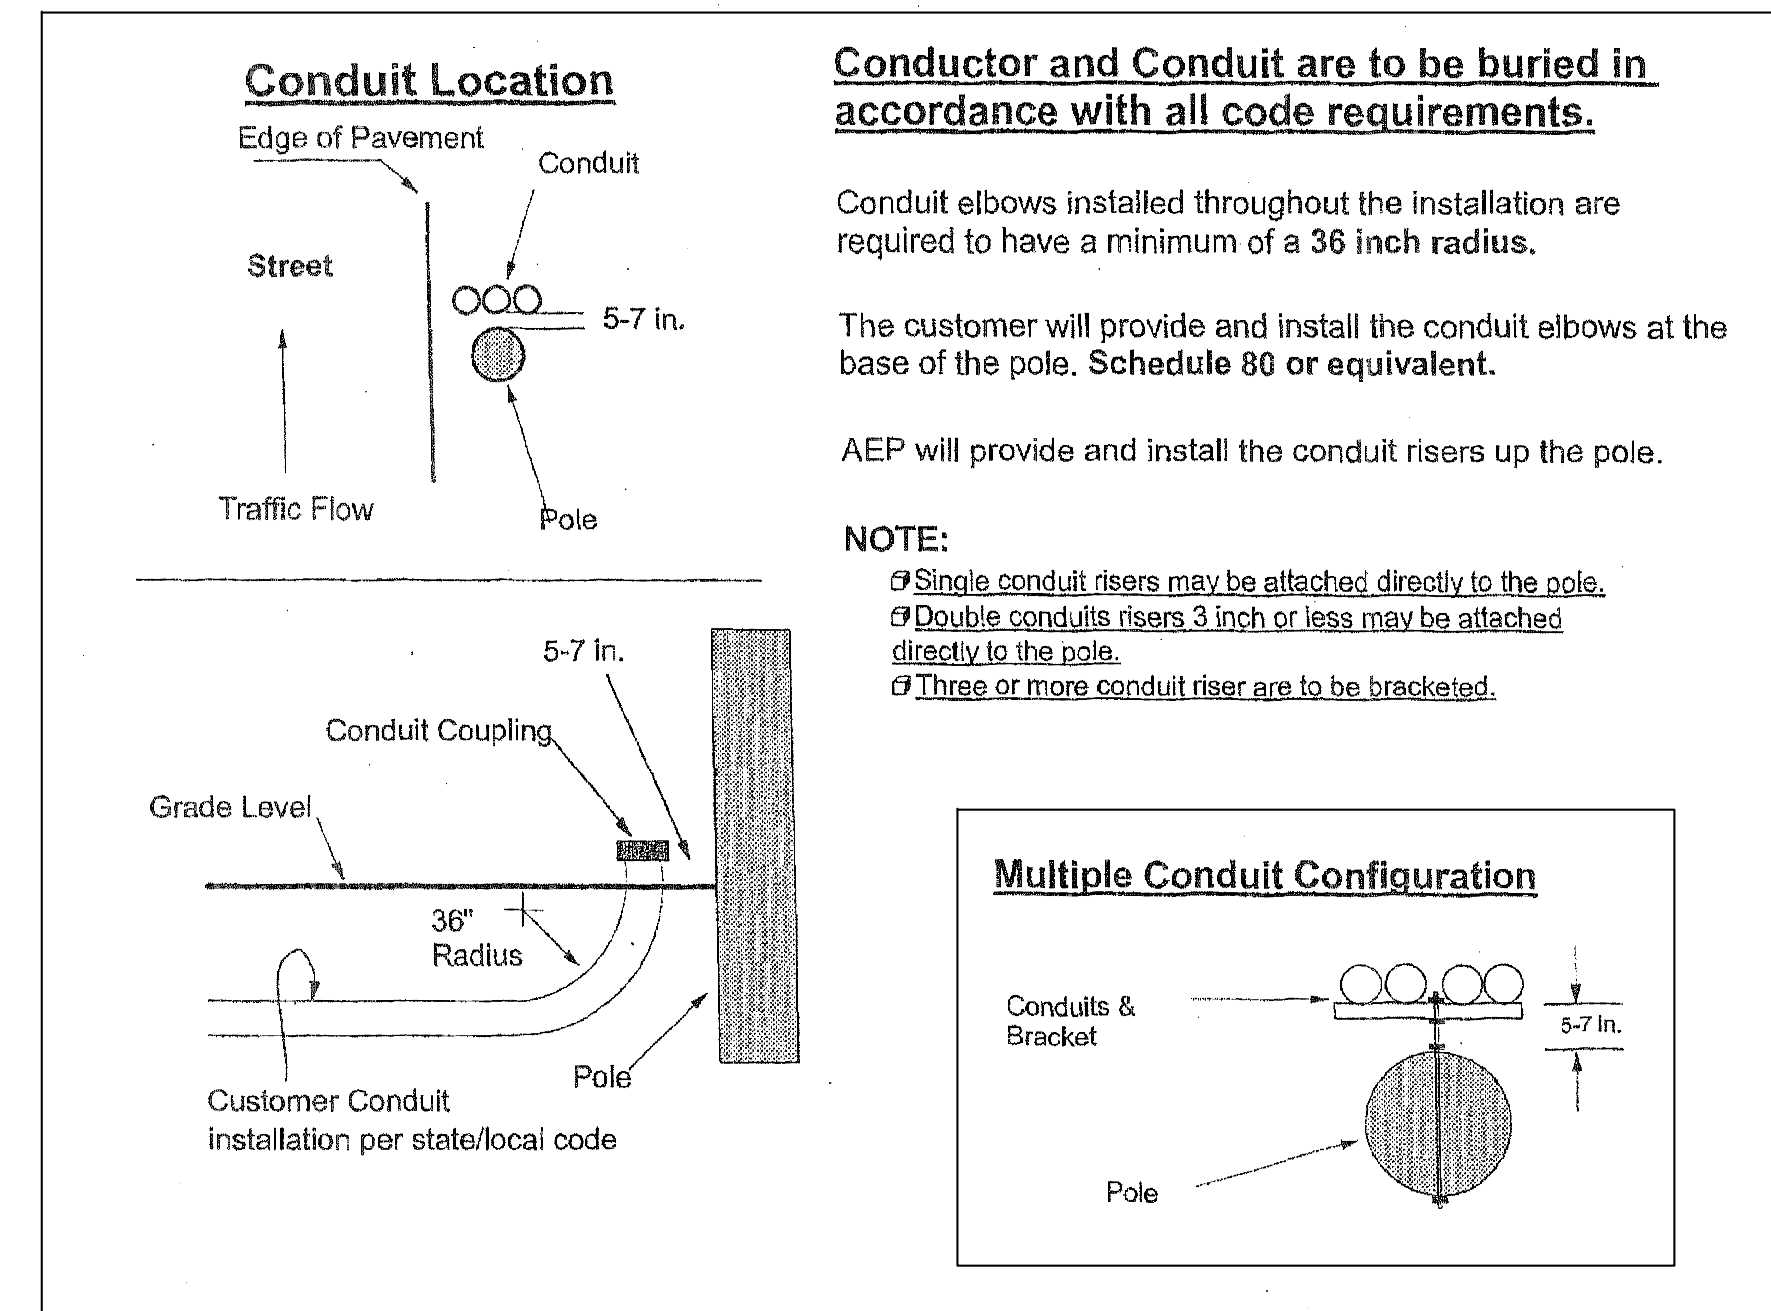 Conduit Location
Edge of Pavement
Conduit
Street
5-7 in.
Traffic Flow
Pole
5-7 in.
Conduit Coupling
Grade Level
36"
Radius
Pole
Customer Conduit
installation per state/local code
Conductor and Conduit are to be buried in
accordance with all code requirements.
Conduit elbows installed throughout the installation are
required to have a minimum of a 36 inch radius.
The customer will provide and install the conduit elbows at the
base of the pole. Schedule 80 or equivalent.
AEP will provide and install the conduit risers up the pole.
NOTE:
Single conduit risers may be attached directly to the pole.
Double conduits risers 3 inch or less may be attached
directly to the pole.
Three or more conduit riser are to be bracketed.
Multiple Conduit Configuration
Conduits &
Bracket
5-7 in.
Pole